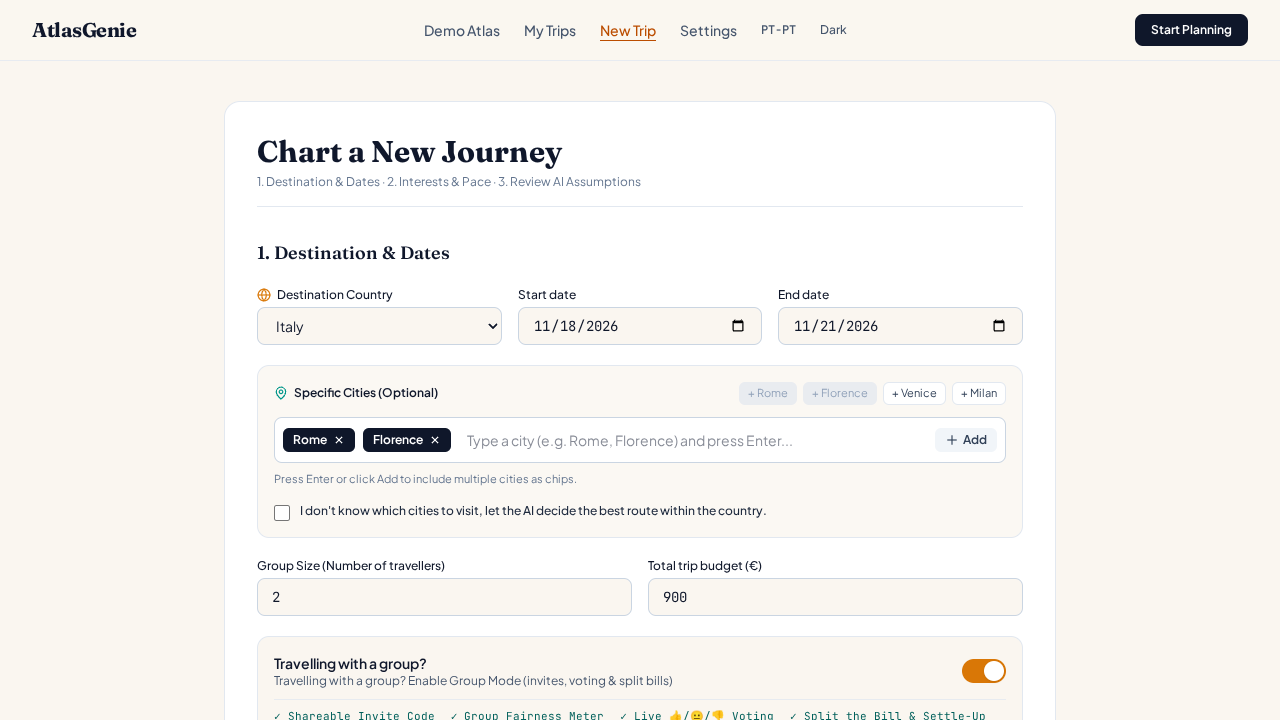 AtlasGenie
Demo Atlas My Trips New Trip Settings PT-PT Dark
Start Planning
Chart a New Journey
1. Destination & Dates · 2. Interests & Pace · 3. Review AI Assumptions
1. Destination & Dates
Destination Country
Start date
End date
Italy
11/18/2026
11/21/2026
Specific Cities (Optional)
+ Rome + Florence + Venice + Milan
Rome × Florence × Type a city (e.g. Rome, Florence) and press Enter... + Add
Press Enter or click Add to include multiple cities as chips.
I don't know which cities to visit, let the AI decide the best route within the country.
Group Size (Number of travellers)
Total trip budget (€)
2
900
Travelling with a group?
Travelling with a group? Enable Group Mode (invites, voting & split bills)
✓ Shareable Invite Code ✓ Group Fairness Meter ✓ Live 👍/😐/👎 Voting ✓ Split the Bill & Settle-Up